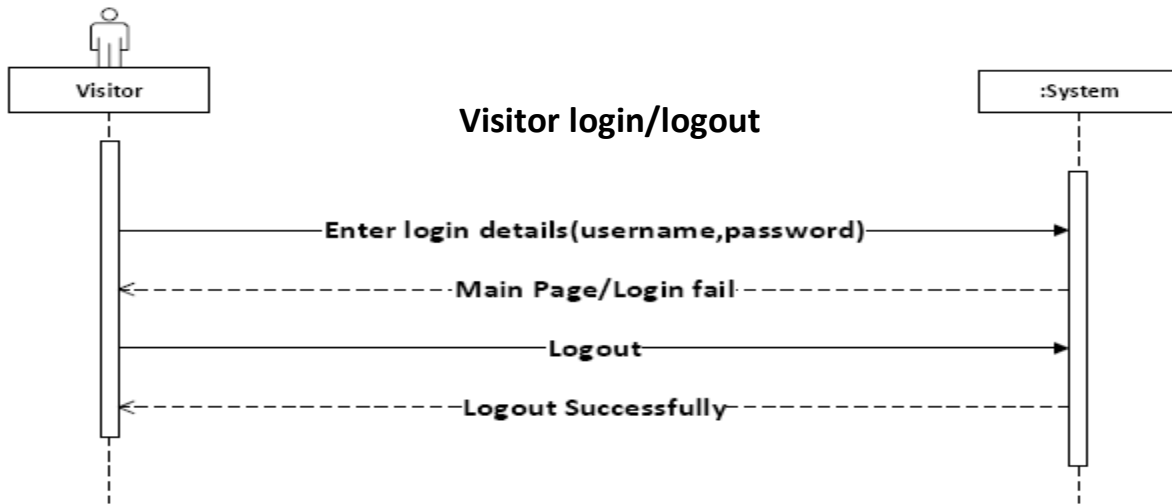 Visitor
:System
Visitor login/logout
Enter login details(username,password)
Main Page/Login fail
Logout
Logout Successfully